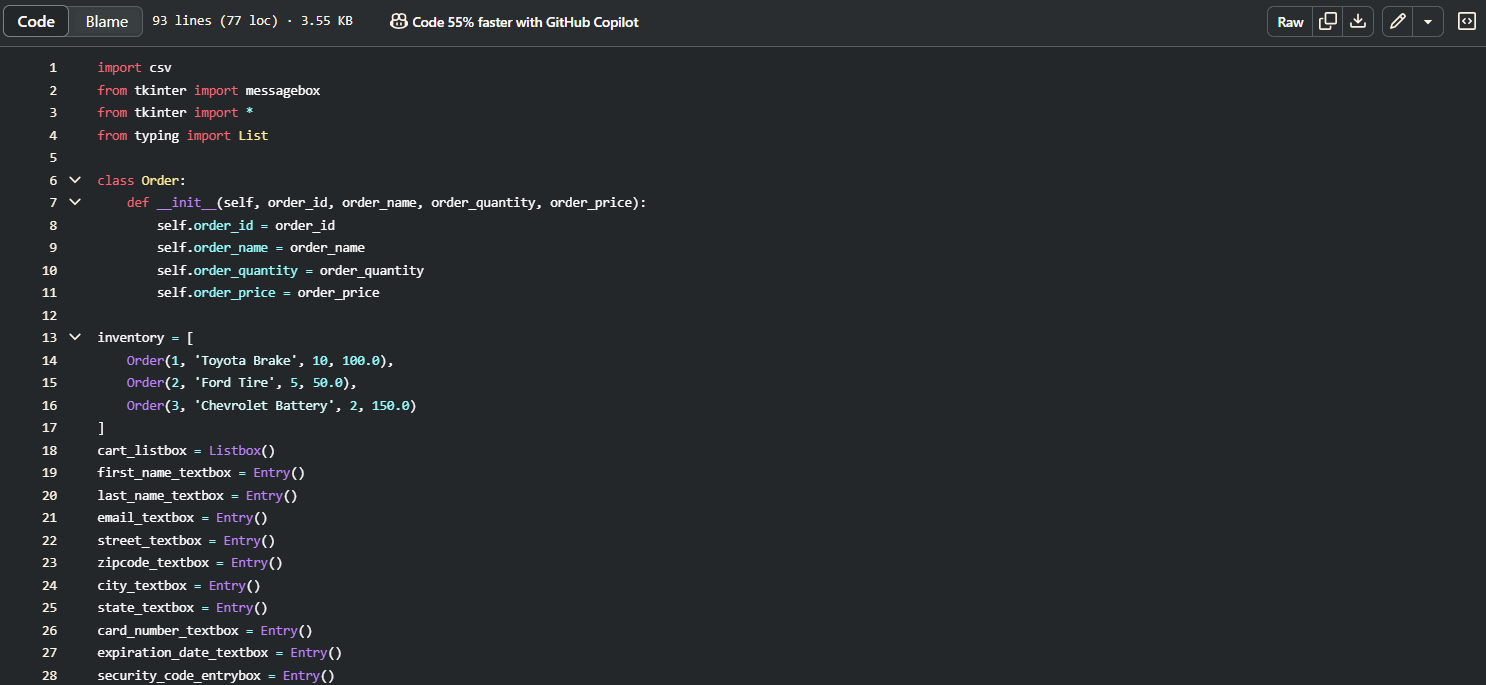 Code Blame 93 lines (77 loc) · 3.55 KB Code 55% faster with GitHub Copilot Raw
1 import csv
2 from tkinter import messagebox
3 from tkinter import *
4 from typing import List
5
6 class Order:
7     def __init__(self, order_id, order_name, order_quantity, order_price):
8         self.order_id = order_id
9         self.order_name = order_name
10         self.order_quantity = order_quantity
11         self.order_price = order_price
12
13 inventory = [
14     Order(1, 'Toyota Brake', 10, 100.0),
15     Order(2, 'Ford Tire', 5, 50.0),
16     Order(3, 'Chevrolet Battery', 2, 150.0)
17 ]
18 cart_listbox = Listbox()
19 first_name_textbox = Entry()
20 last_name_textbox = Entry()
21 email_textbox = Entry()
22 street_textbox = Entry()
23 zipcode_textbox = Entry()
24 city_textbox = Entry()
25 state_textbox = Entry()
26 card_number_textbox = Entry()
27 expiration_date_textbox = Entry()
28 security_code_entrybox = Entry()